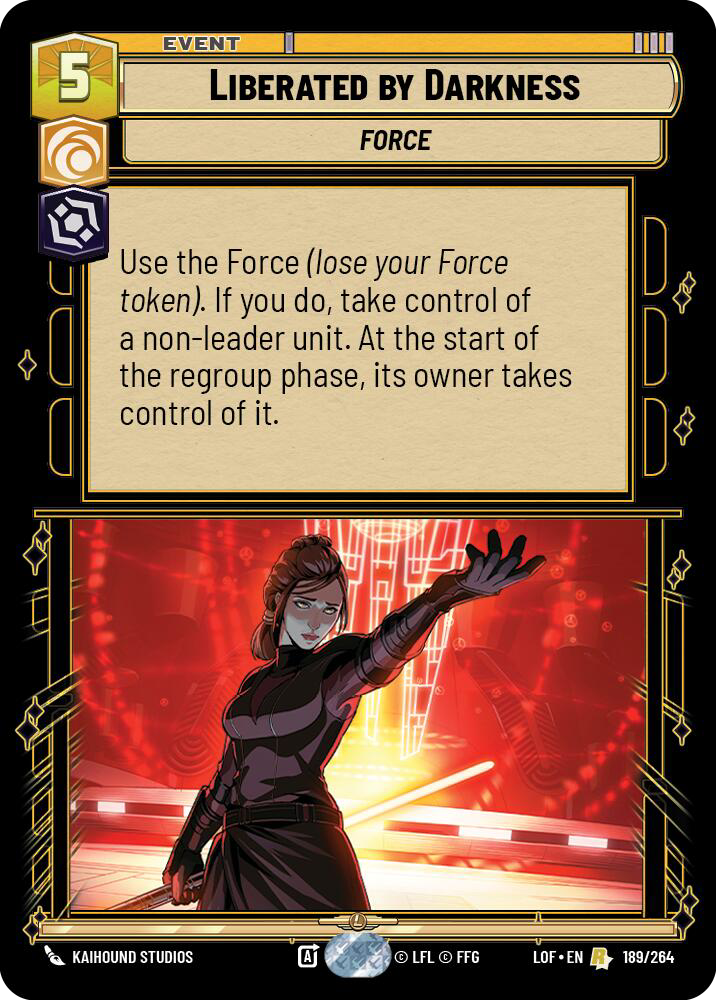 EVENT
5
LIBERATED BY DARKNESS
FORCE
Use the Force (lose your Force
token). If you do, take control of
a non-leader unit. At the start of
the regroup phase, its owner takes
control of it.
KAIHOUND STUDIOS
A
© LFL © FFG
LOF • EN
R
189/264